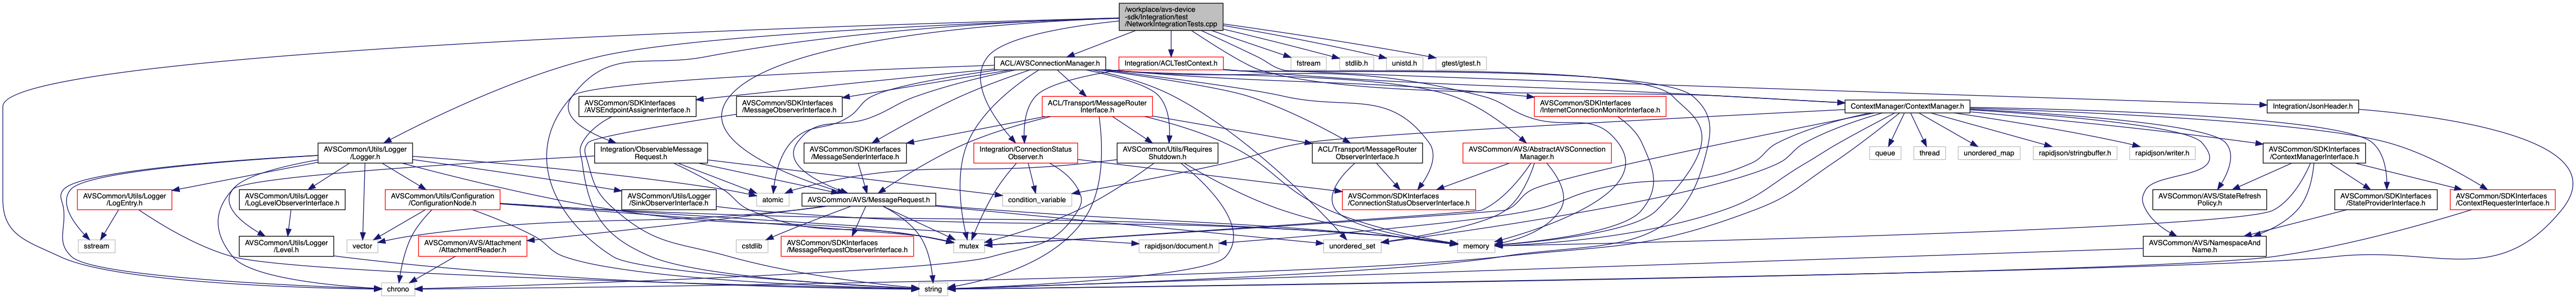 /workplace/avs-device
-sdk/Integration/test
/NetworkIntegrationTests.cpp
ACL/AVSConnectionManager.h
Integration/ACLTestContext.h
fstream
stdlib.h
unistd.h
gtest/gtest.h
AVSCommon/SDKInterfaces
/AVSEndpointAssignerInterface.h
AVSCommon/SDKInterfaces
/MessageObserverInterface.h
ACL/Transport/MessageRouter
Interface.h
AVSCommon/SDKInterfaces
/InternetConnectionMonitorInterface.h
ContextManager/ContextManager.h
Integration/JsonHeader.h
AVSCommon/Utils/Logger
/Logger.h
Integration/ObservableMessage
Request.h
AVSCommon/SDKInterfaces
/MessageSenderInterface.h
Integration/ConnectionStatus
Observer.h
AVSCommon/Utils/Requires
Shutdown.h
ACL/Transport/MessageRouter
ObserverInterface.h
AVSCommon/AVS/AbstractAVSConnection
Manager.h
queue
thread
unordered_map
rapidjson/stringbuffer.h
rapidjson/writer.h
AVSCommon/SDKInterfaces
/ContextManagerInterface.h
AVSCommon/Utils/Logger
/LogEntry.h
AVSCommon/Utils/Logger
/LogLevelObserverInterface.h
AVSCommon/Utils/Configuration
/ConfigurationNode.h
AVSCommon/Utils/Logger
/SinkObserverInterface.h
atomic
AVSCommon/AVS/MessageRequest.h
condition_variable
AVSCommon/SDKInterfaces
/ConnectionStatusObserverInterface.h
AVSCommon/AVS/StateRefresh
Policy.h
AVSCommon/SDKInterfaces
/StateProviderInterface.h
AVSCommon/SDKInterfaces
/ContextRequesterInterface.h
sstream
AVSCommon/Utils/Logger
/Level.h
vector
AVSCommon/AVS/Attachment
/AttachmentReader.h
cstdlib
AVSCommon/SDKInterfaces
/MessageRequestObserverInterface.h
mutex
rapidjson/document.h
unordered_set
memory
AVSCommon/AVS/NamespaceAnd
Name.h
chrono
string